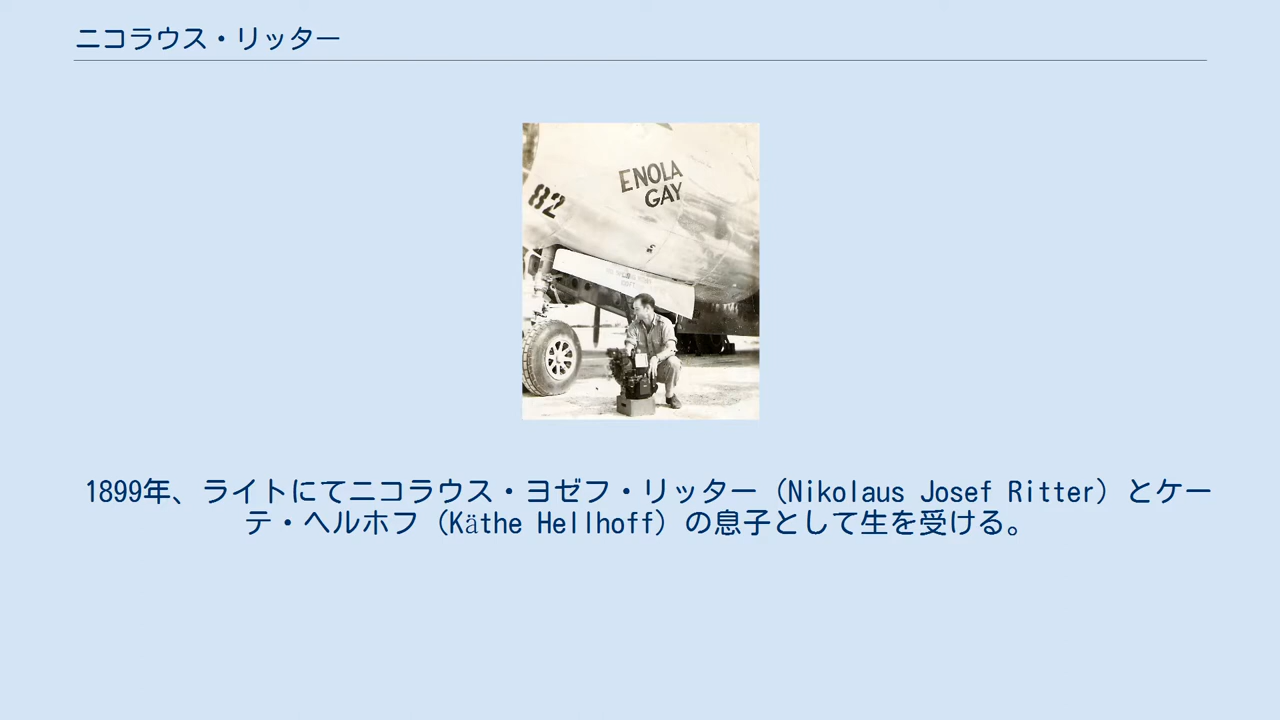 ニコラウス・リッター
ENOLA
GAY
82
1899年、ライトにてニコラウス・ヨゼフ・リッター（Nikolaus Josef Ritter）とケー
テ・ヘルホフ（Käthe Hellhoff）の息子として生を受ける。